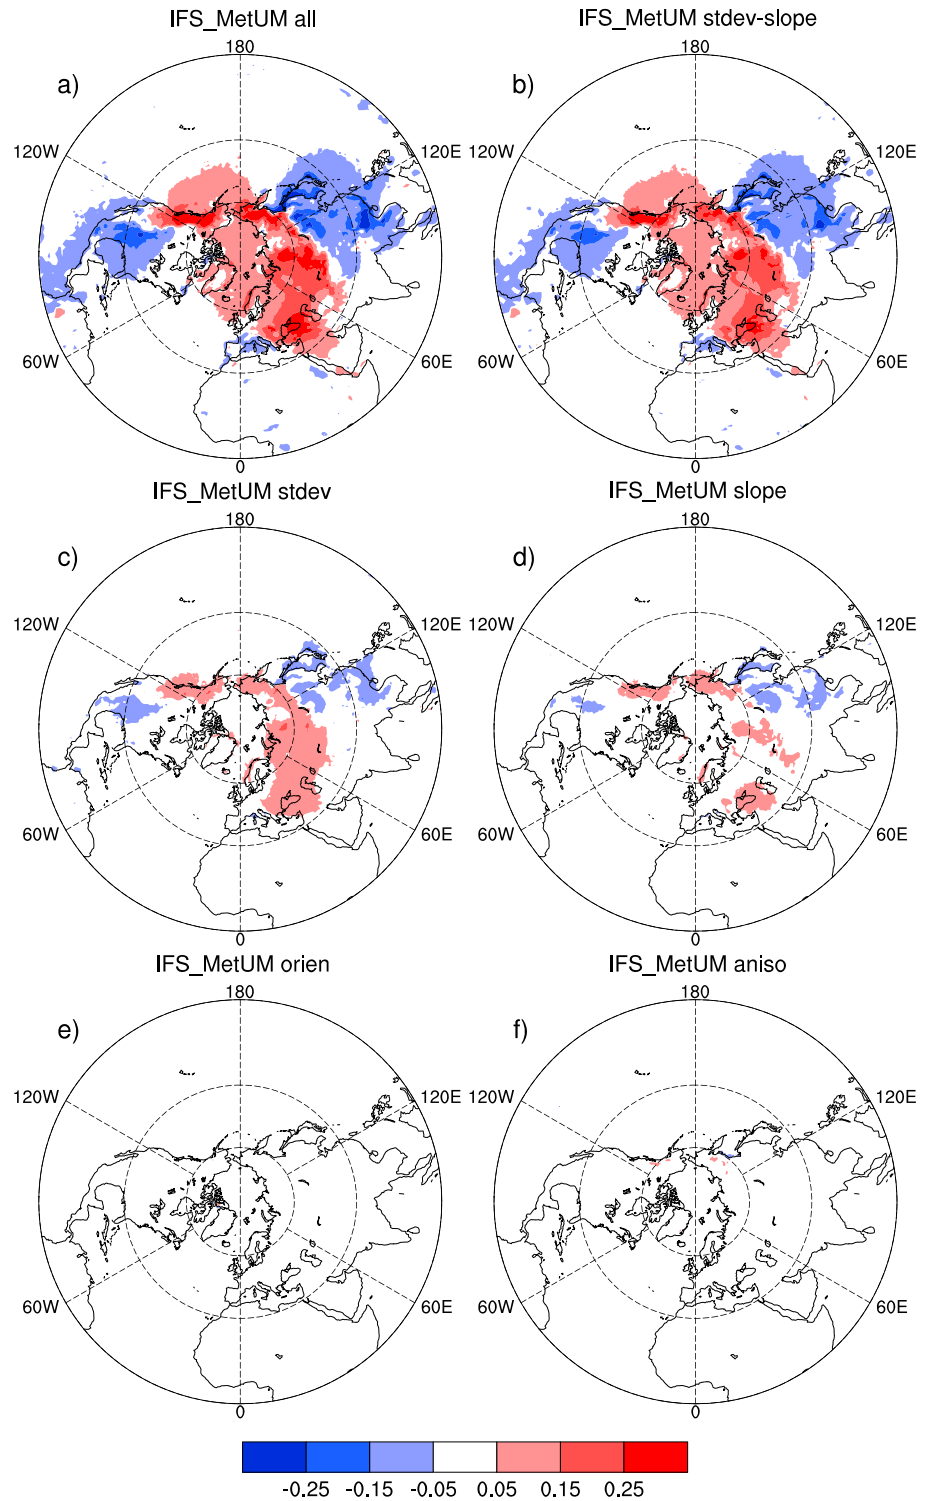 IFS_MetUM all
IFS_MetUM stdev-slope
a)
180
120W
120E
60W
60E
0
b)
180
120W
120E
60W
60E
0
IFS_MetUM stdev
IFS_MetUM slope
c)
180
120W
120E
60W
60E
0
d)
180
120W
120E
60W
60E
0
IFS_MetUM orien
IFS_MetUM aniso
e)
180
120W
120E
60W
60E
0
f)
180
120W
120E
60W
60E
0
-0.25 -0.15 -0.05 0.05 0.15 0.25